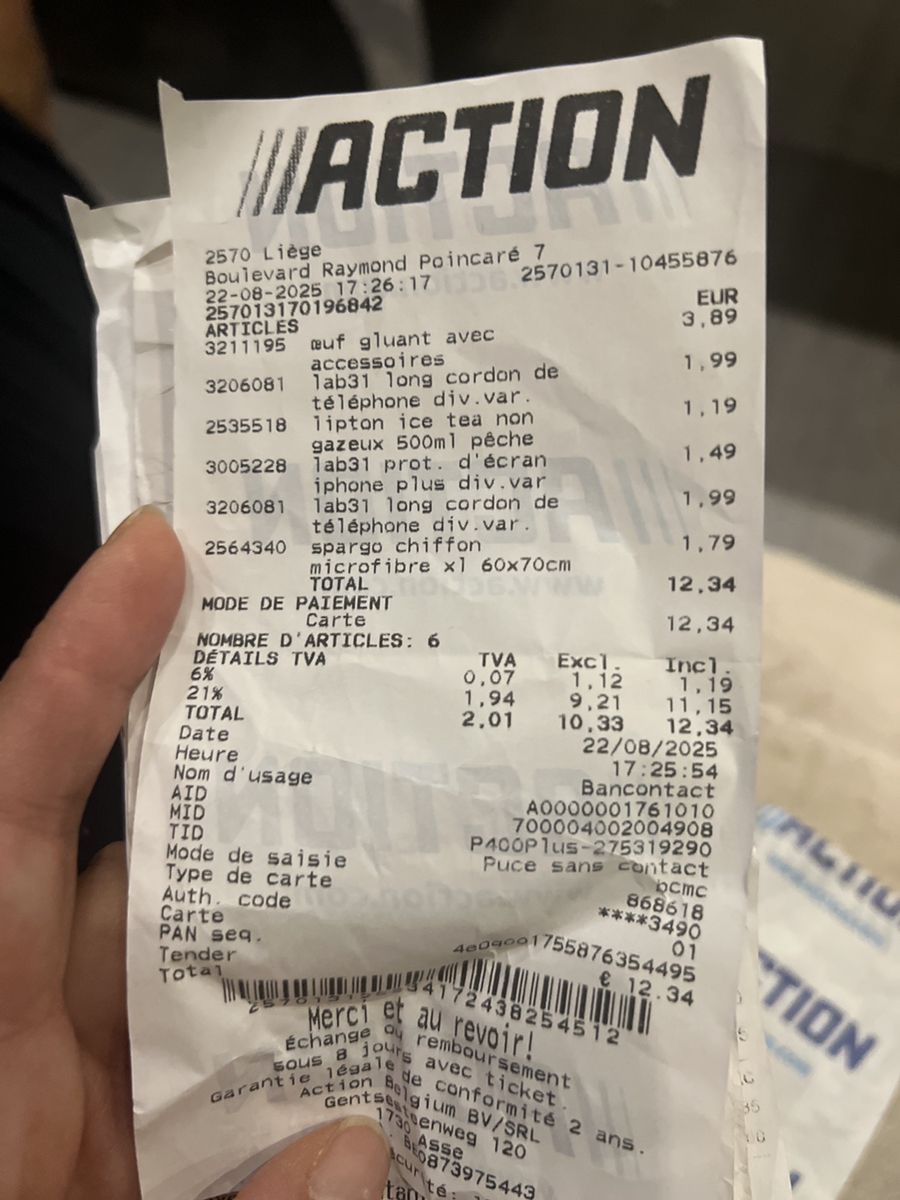 ///ACTION
2570 Liège
Boulevard Raymond Poincaré 7
22-08-2025 17:26:17 2570131-10455876
257013170196842
ARTICLES EUR
3211195 œuf gluant avec 3,89
accessoires
3206081 lab31 long cordon de 1,99
téléphone div.var.
2535518 lipton ice tea non 1,19
gazeux 500ml pêche
3005228 lab31 prot. d'écran 1,49
iphone plus div.var
3206081 lab31 long cordon de 1,99
téléphone div.var.
2564340 spargo chiffon 1,79
microfibre xl 60x70cm
TOTAL 12,34
MODE DE PAIEMENT
Carte 12,34
NOMBRE D'ARTICLES: 6
DÉTAILS TVA TVA Excl. Incl.
6% 0,07 1,12 1,19
21% 1,94 9,21 11,15
TOTAL 2,01 10,33 12,34
Date 22/08/2025
Heure 17:25:54
Nom d'usage Bancontact
AID A0000001761010
MID 700004002004908
TID P400Plus-275319290
Mode de saisie Puce sans contact
Type de carte bcmc
Auth. code 868618
Carte ****3490
PAN seq. 01
Tender
Total € 12.34
Merci et au revoir!
Échange ou remboursement
sous 8 jours avec ticket.
Garantie légale de conformité 2 ans.
Action Belgium BV/SRL
120
1730 Asse
ACTION